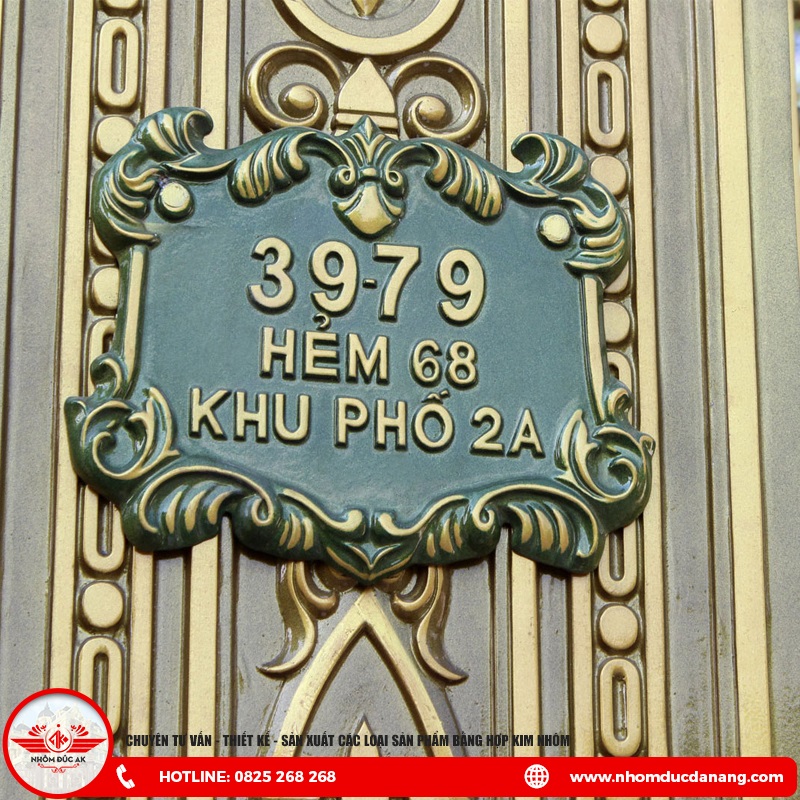 39-79
HẺM 68
KHU PHỐ 2A
NHÔM ĐÚC AK
CHUYÊN TƯ VẤN - THIẾT KẾ - SẢN XUẤT CÁC LOẠI SẢN PHẨM BẰNG HỢP KIM NHÔM
HOTLINE: 0825 268 268
www.nhomducdanang.com